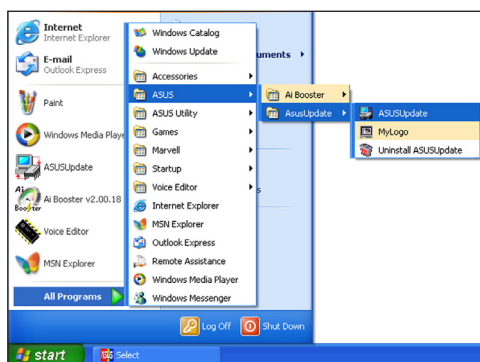 Internet
Internet Explorer
E-mail
Outlook Express
Paint
Windows Media Playe
ASUSUpdate
Ai Booster v2.00.18
Voice Editor
MSN Explorer
All Programs
Windows Catalog
Windows Update
Accessories
ASUS
ASUS Utility
Games
Marvell
Startup
Voice Editor
Internet Explorer
MSN Explorer
Outlook Express
Remote Assistance
Windows Media Player
Windows Messenger
uments
s
Ai Booster
AsusUpdate
ASUSUpdate
MyLogo
Uninstall ASUSUpdate
Log Off
Shut Down
start
Select